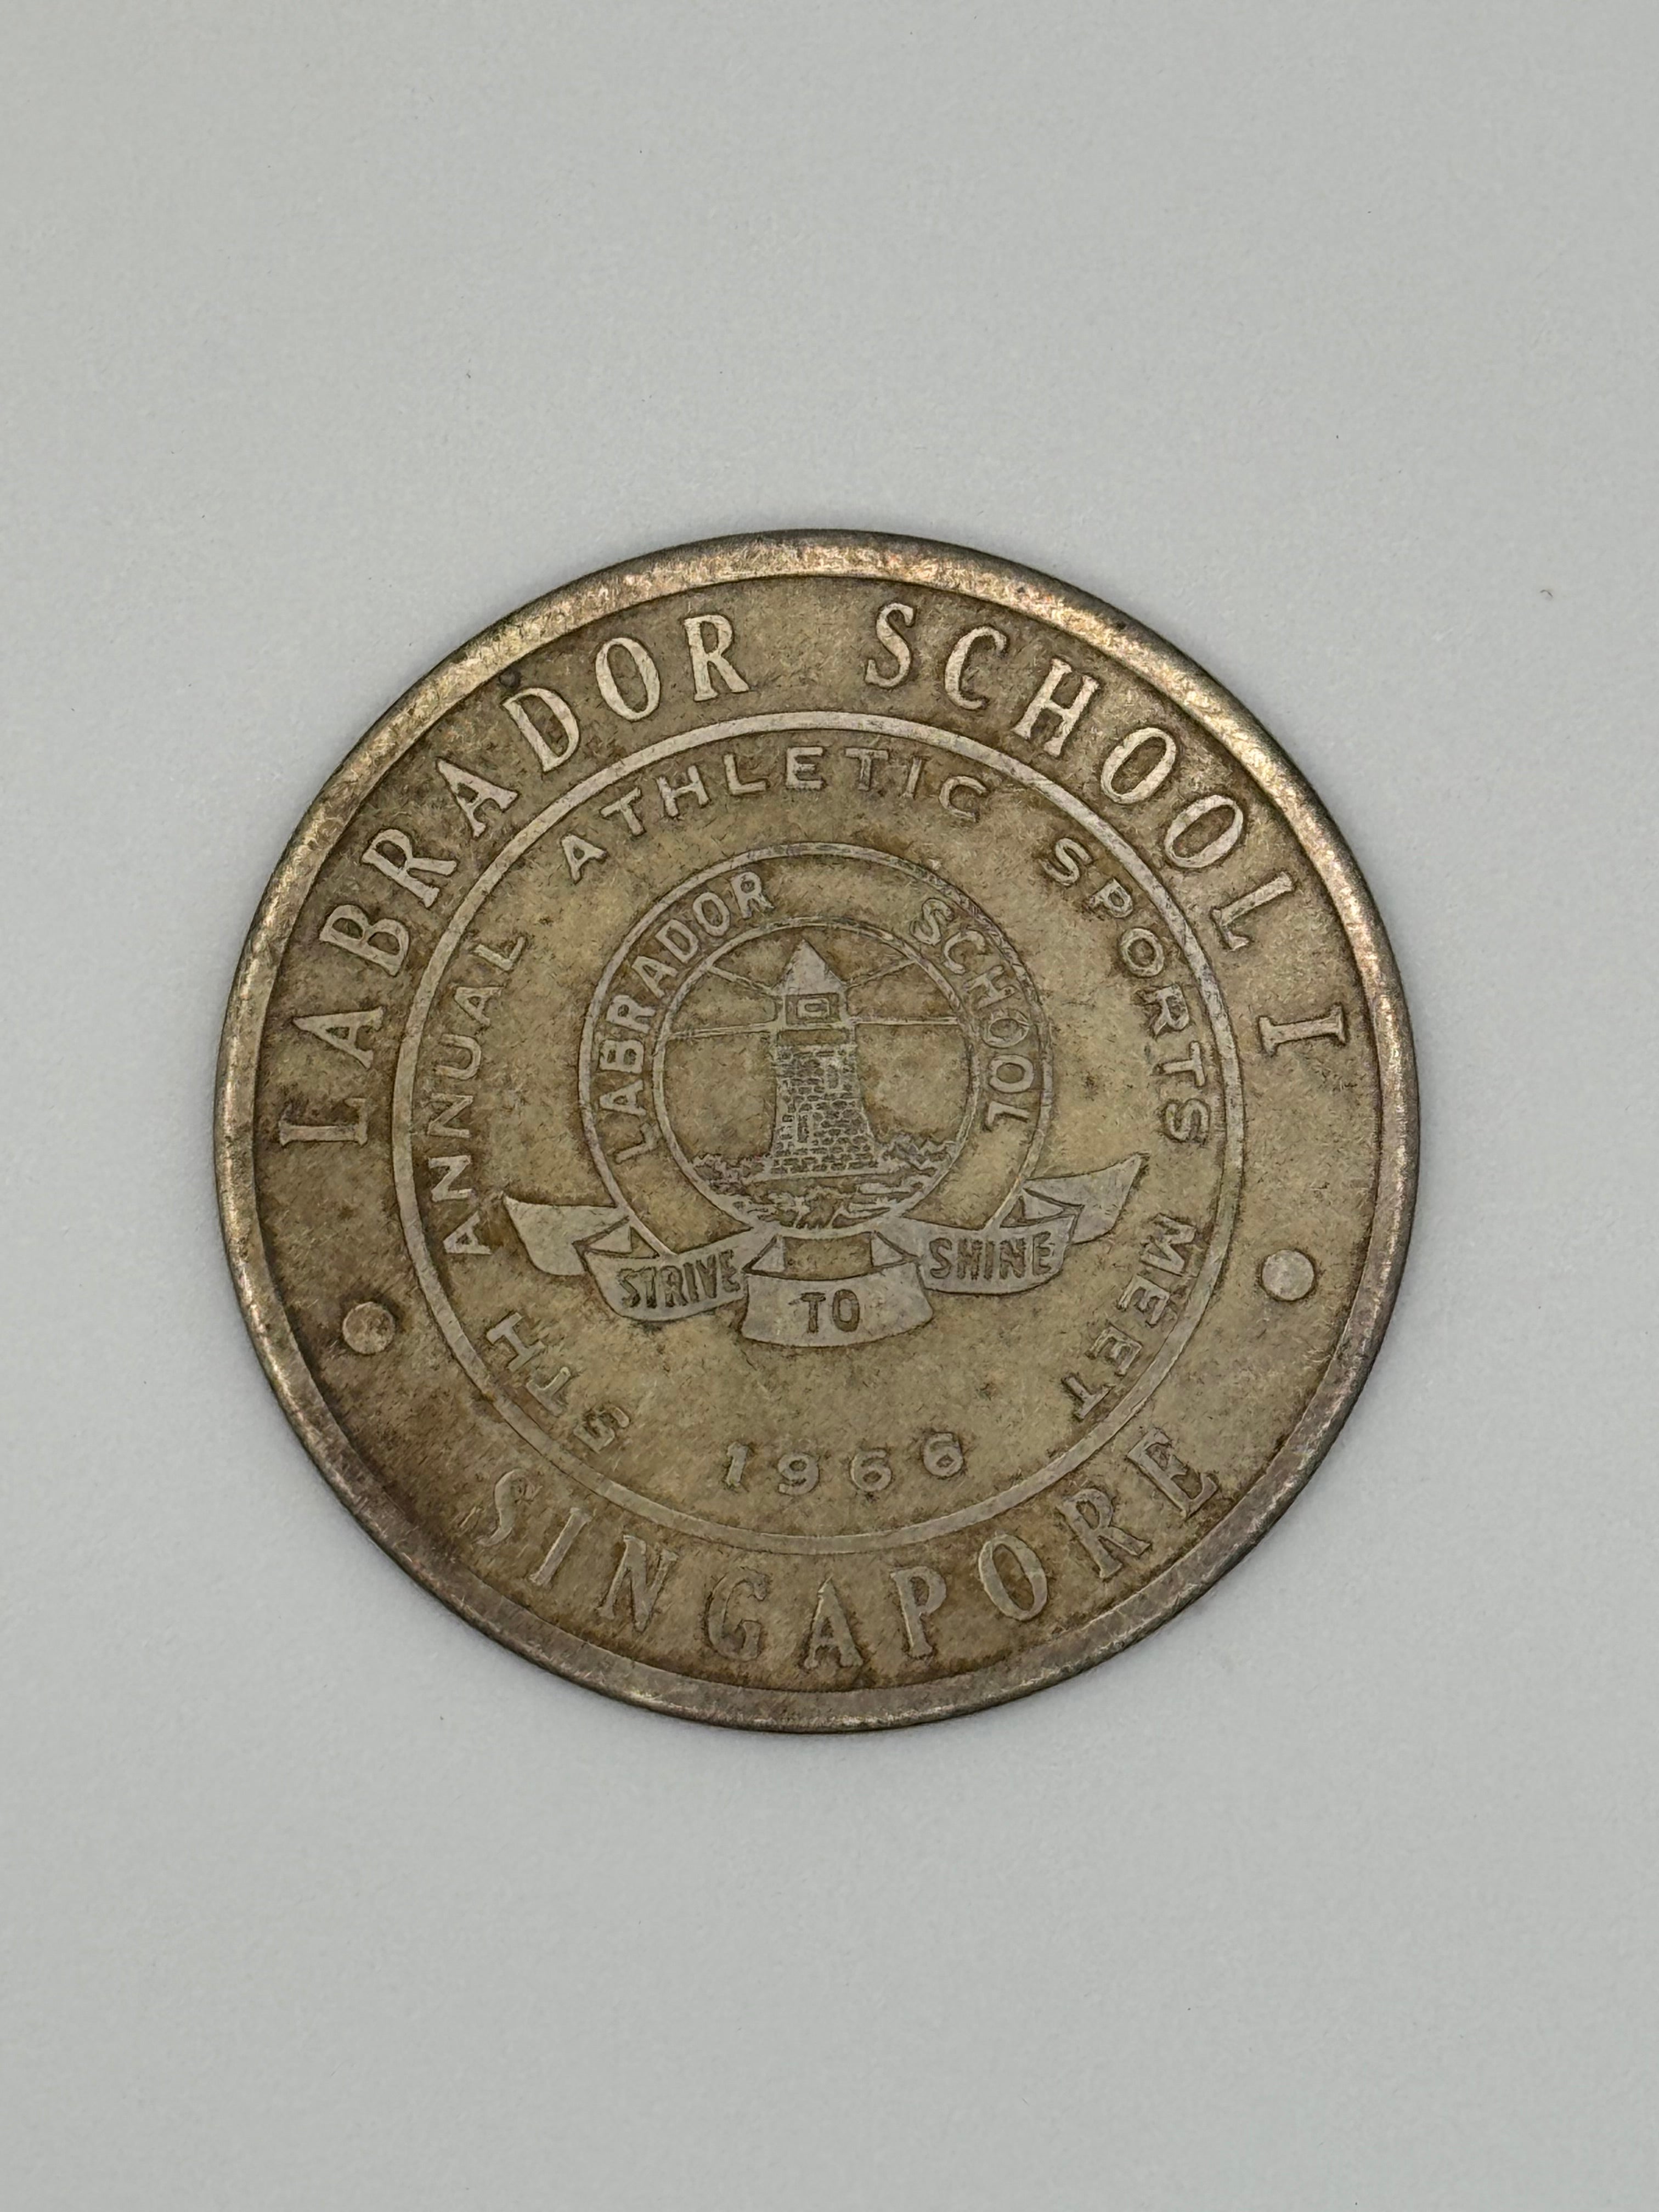 LABRADOR SCHOOL I
SINGAPORE
5TH ANNUAL ATHLETIC SPORTS MEET
1966
LABRADOR SCHOOL
STRIVE TO SHINE